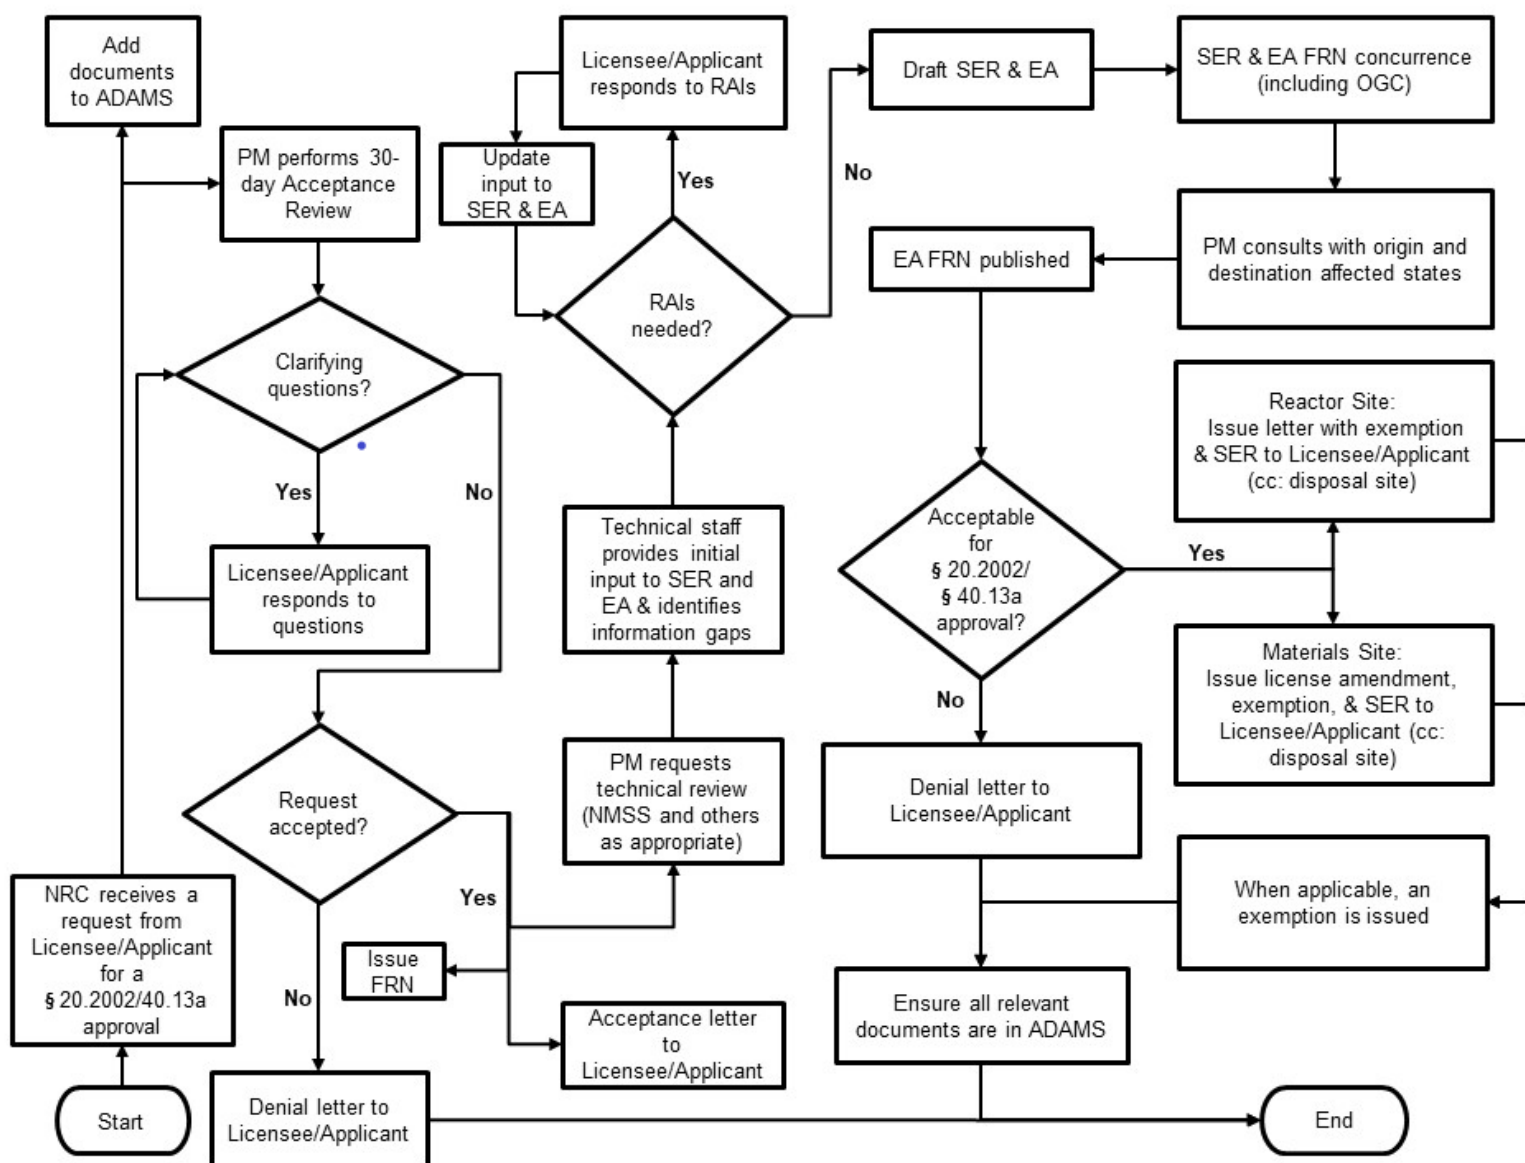 Add
documents
to ADAMS
PM performs 30-
day Acceptance
Review
Clarifying
questions?
Yes
No
Licensee/Applicant
responds to
questions
Request
accepted?
Yes
No
NRC receives a
request from
Licensee/Applicant
for a
§ 20.2002/40.13a
approval
Start
Denial letter to
Licensee/Applicant
Issue
FRN
Acceptance letter
to
Licensee/Applicant
PM requests
technical review
(NMSS and others
as appropriate)
Technical staff
provides initial
input to SER and
EA & identifies
information gaps
RAIs
needed?
Yes
No
Licensee/Applicant
responds to RAIs
Update
input to
SER & EA
Draft SER & EA
SER & EA FRN concurrence
(including OGC)
PM consults with origin and
destination affected states
EA FRN published
Acceptable
for
§ 20.2002/
§ 40.13a
approval?
Yes
No
Reactor Site:
Issue letter with exemption
& SER to Licensee/Applicant
(cc: disposal site)
Materials Site:
Issue license amendment,
exemption, & SER to
Licensee/Applicant (cc:
disposal site)
Denial letter to
Licensee/Applicant
When applicable, an
exemption is issued
Ensure all relevant
documents are in ADAMS
End